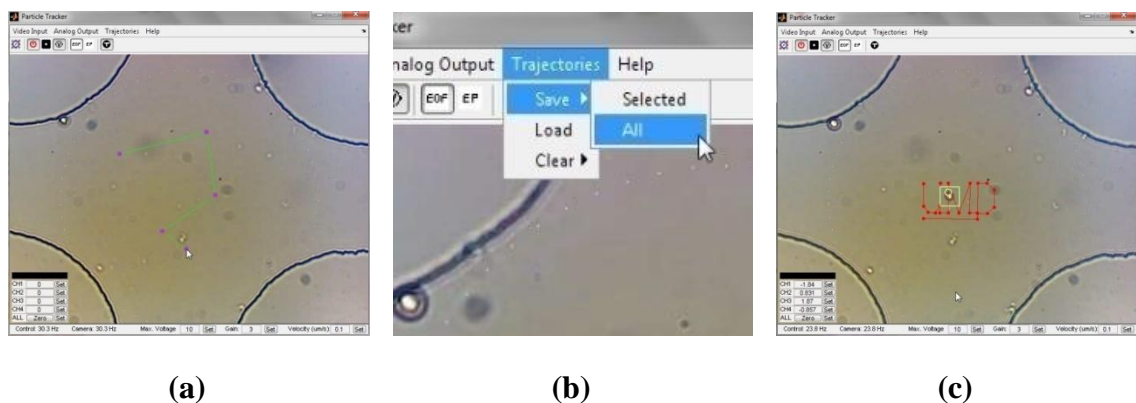 Particle Tracker
Video Input Analog Output Trajectories Help
EOF EP
CH1 0 Set
CH2 0 Set
CH3 0 Set
CH4 0 Set
ALL Zero Set
Control: 30.3 Hz Camera: 30.3 Hz Max. Voltage 10 Set Gain: 3 Set Velocity (um/s): 0.1 Set
(a)
ker
nalog Output Trajectories Help
EOF EP
Save Selected
Load All
Clear
(b)
Particle Tracker
Video Input Analog Output Trajectories Help
EOF EP
UMD
CH1 -1.84 Set
CH2 0.831 Set
CH3 1.87 Set
CH4 -0.857 Set
ALL Zero Set
Control: 23.8 Hz Camera: 23.8 Hz Max. Voltage 10 Set Gain: 3 Set Velocity (um/s): 0.1 Set
(c)